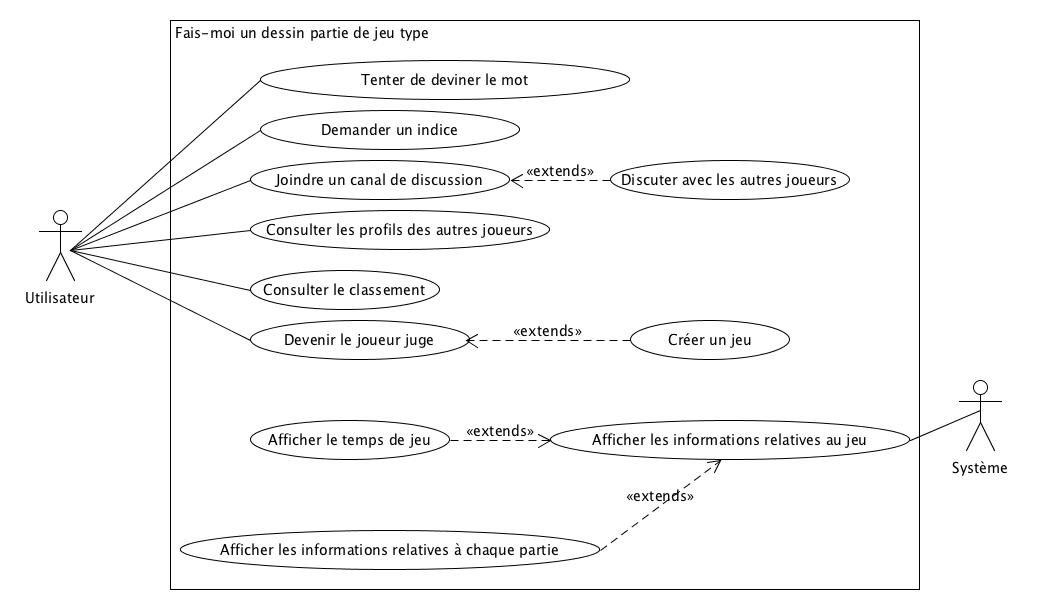 Fais-moi un dessin partie de jeu type
Tenter de deviner le mot
Demander un indice
Joindre un canal de discussion
«extends»
Discuter avec les autres joueurs
Consulter les profils des autres joueurs
Utilisateur
Consulter le classement
Devenir le joueur juge
«extends»
Créer un jeu
Afficher le temps de jeu
«extends»
Afficher les informations relatives au jeu
Système
«extends»
Afficher les informations relatives à chaque partie